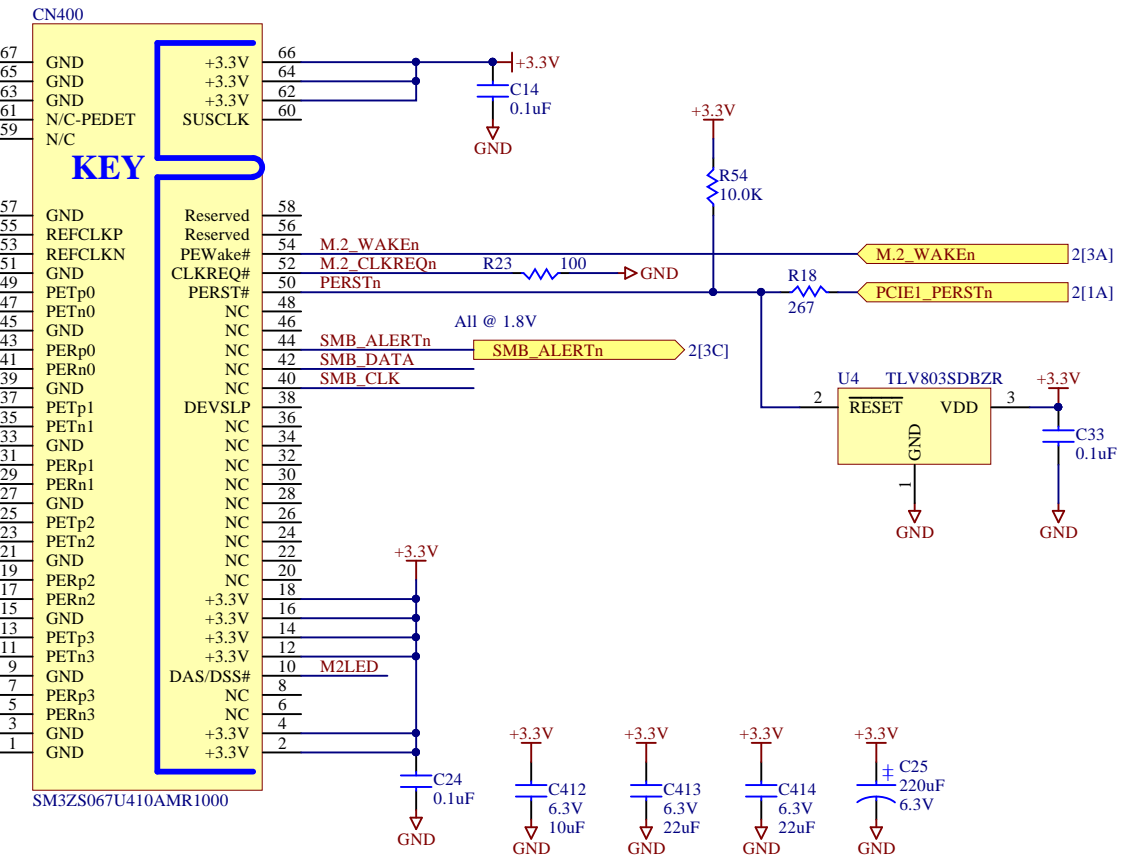 CN400
67 GND +3.3V 66 +3.3V
65 GND +3.3V 64
63 GND +3.3V 62
61 N/C-PEDET SUSCLK 60
59 N/C
C14
0.1uF
GND
KEY
+3.3V
R54
10.0K
57 GND Reserved 58
55 REFCLKP Reserved 56
53 REFCLKN PEWake# 54 M.2_WAKEn M.2_WAKEn 2[3A]
51 GND CLKREQ# 52 M.2_CLKREQn R23 100 GND
49 PETp0 PERST# 50 PERSTn R18 267 PCIE1_PERSTn 2[1A]
47 PETn0 NC 48
45 GND NC 46 All @ 1.8V
43 PERp0 NC 44 SMB_ALERTn SMB_ALERTn 2[3C]
41 PERn0 NC 42 SMB_DATA
39 GND NC 40 SMB_CLK
37 PETp1 DEVSLP 38
35 PETn1 NC 36
33 GND NC 34
31 PERp1 NC 32
29 PERn1 NC 30
27 GND NC 28
25 PETp2 NC 26
23 PETn2 NC 24
21 GND NC 22
19 PERp2 NC 20
17 PERn2 +3.3V 18
15 GND +3.3V 16
13 PETp3 +3.3V 14
11 PETn3 +3.3V 12
9 GND DAS/DSS# 10 M2LED
7 PERp3 NC 8
5 PERn3 NC 6
3 GND +3.3V 4
1 GND +3.3V 2
SM3ZS067U410AMR1000
U4 TLV803SDBZR
2 RESET VDD 3
GND
1
GND
+3.3V
C33
0.1uF
GND
+3.3V
C24
0.1uF
GND
+3.3V
C412
6.3V
10uF
GND
+3.3V
C413
6.3V
22uF
GND
+3.3V
C414
6.3V
22uF
GND
+3.3V
+ C25
220uF
6.3V
GND